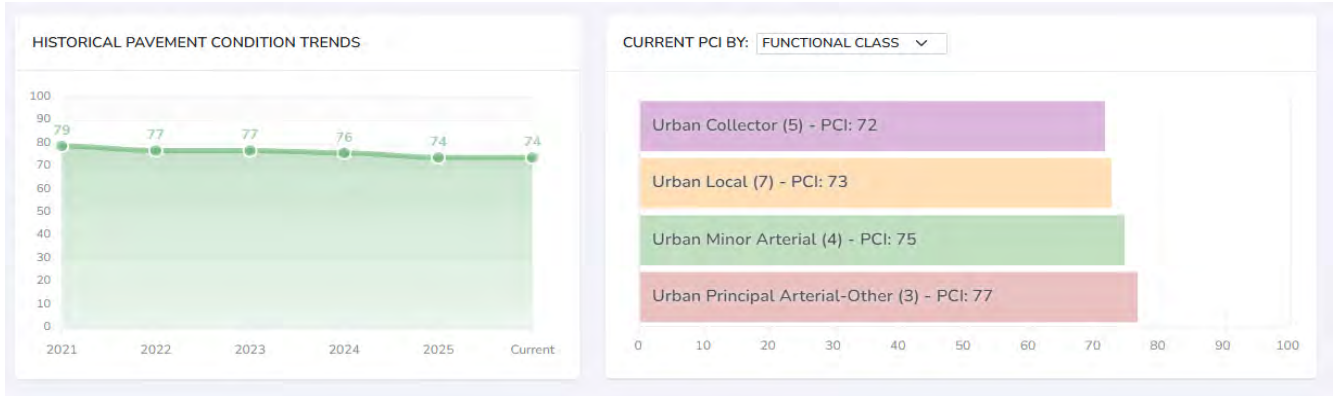 HISTORICAL PAVEMENT CONDITION TRENDS
100
90
80
70
60
50
40
30
20
10
0
79
77
77
76
74
74
2021 2022 2023 2024 2025 Current
CURRENT PCI BY: FUNCTIONAL CLASS
Urban Collector (5) - PCI: 72
Urban Local (7) - PCI: 73
Urban Minor Arterial (4) - PCI: 75
Urban Principal Arterial-Other (3) - PCI: 77
0 10 20 30 40 50 60 70 80 90 100